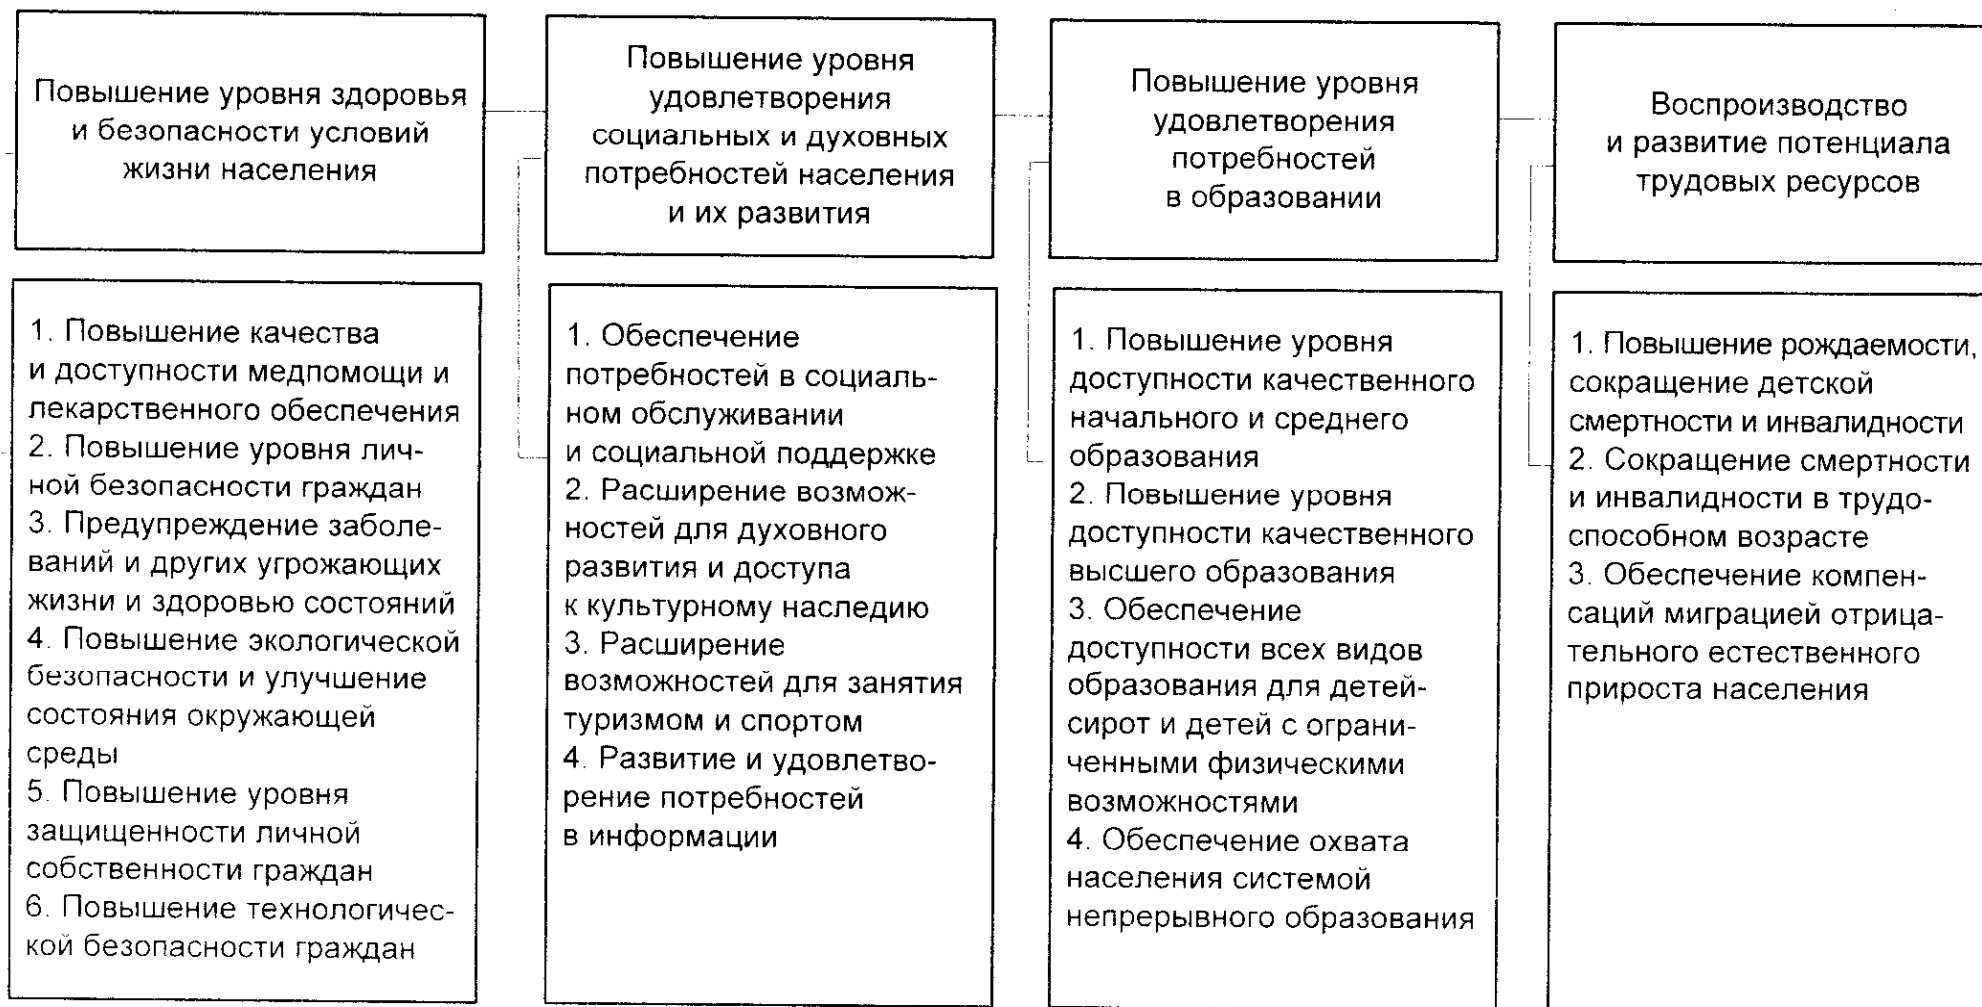 Повышение уровня здоровья
и безопасности условий
жизни населения
Повышение уровня
удовлетворения
социальных и духовных
потребностей населения
и их развития
Повышение уровня
удовлетворения
потребностей
в образовании
Воспроизводство
и развитие потенциала
трудовых ресурсов
1. Повышение качества
и доступности медпомощи и
лекарственного обеспечения
2. Повышение уровня лич-
ной безопасности граждан
3. Предупреждение заболе-
ваний и других угрожающих
жизни и здоровью состояний
4. Повышение экологической
безопасности и улучшение
состояния окружающей
среды
5. Повышение уровня
защищенности личной
собственности граждан
6. Повышение технологичес-
кой безопасности граждан
1. Обеспечение
потребностей в социаль-
ном обслуживании
и социальной поддержке
2. Расширение возмож-
ностей для духовного
развития и доступа
к культурному наследию
3. Расширение
возможностей для занятия
туризмом и спортом
4. Развитие и удовлетво-
рение потребностей
в информации
1. Повышение уровня
доступности качественного
начального и среднего
образования
2. Повышение уровня
доступности качественного
высшего образования
3. Обеспечение
доступности всех видов
образования для детей-
сирот и детей с ограни-
ченными физическими
возможностями
4. Обеспечение охвата
населения системой
непрерывного образования
1. Повышение рождаемости,
сокращение детской
смертности и инвалидности
2. Сокращение смертности
и инвалидности в трудо-
способном возрасте
3. Обеспечение компен-
саций миграцией отрица-
тельного естественного
прироста населения